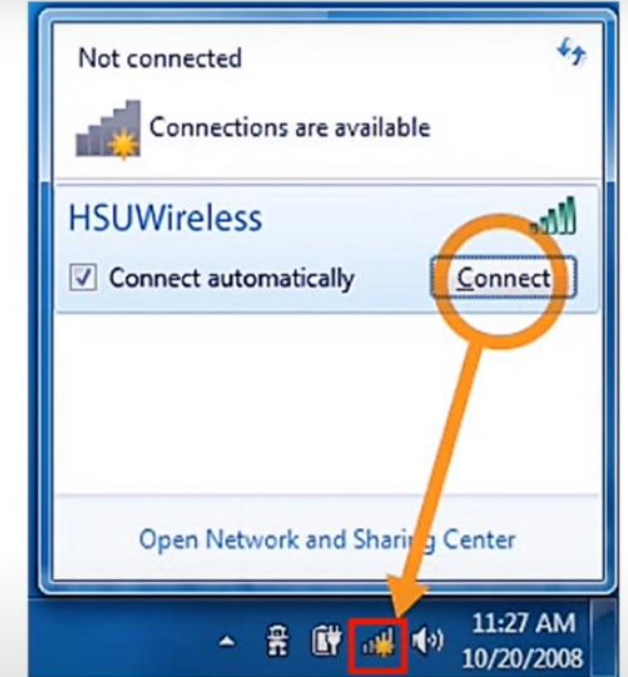 Not connected
Connections are available
HSUWireless
Connect automatically
Connect
Open Network and Sharing Center
11:27 AM
10/20/2008